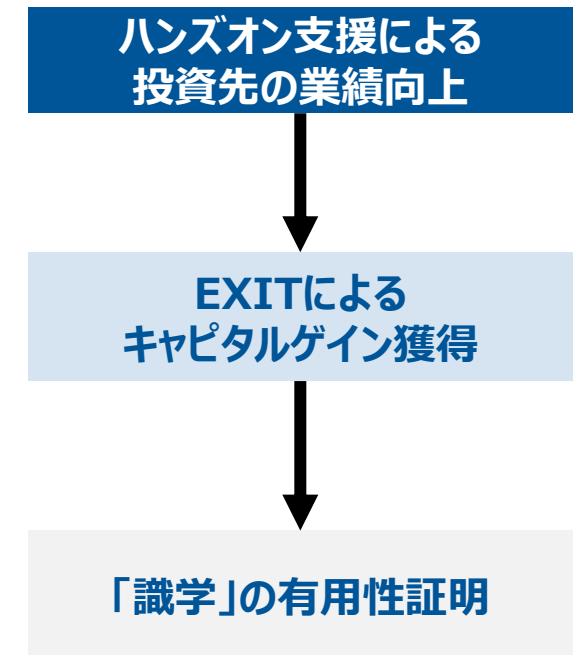 ハンズオン支援による
投資先の業績向上
EXITによる
キャピタルゲイン獲得
「識学」の有用性証明